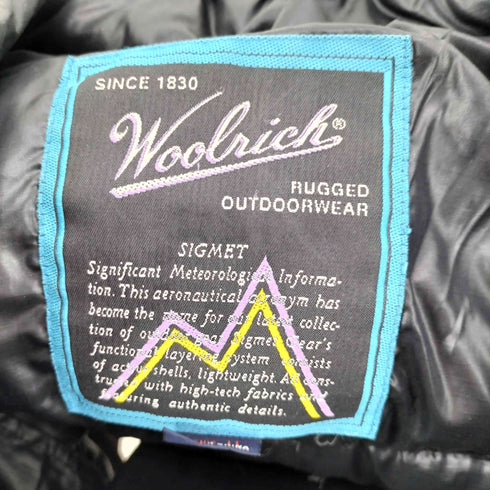 SINCE 1830
Woolrich®
RUGGED
OUTDOORWEAR
SIGMET
Significant Meteorological Informa-
tion. This aeronautical acronym has
become the name for our latest collec-
tion of outdoor gear. Sigmet Gear's
functional layering system consists
of active shells, lightweight. All cons-
tructed with high-tech fabrics and
featuring authentic details.